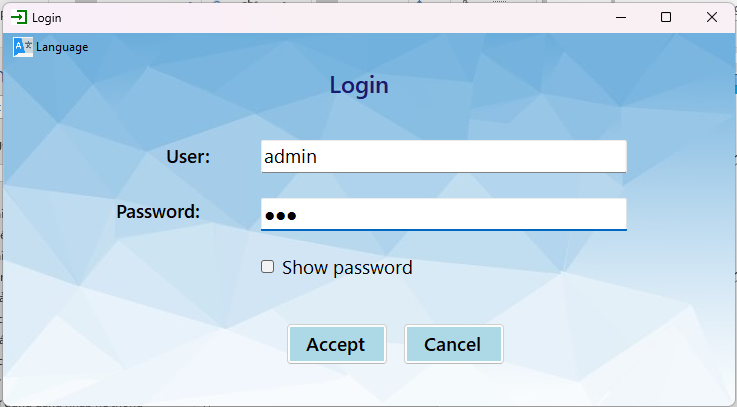 Login
Language
Login
User: admin
Password: ●●●
Show password
Accept Cancel